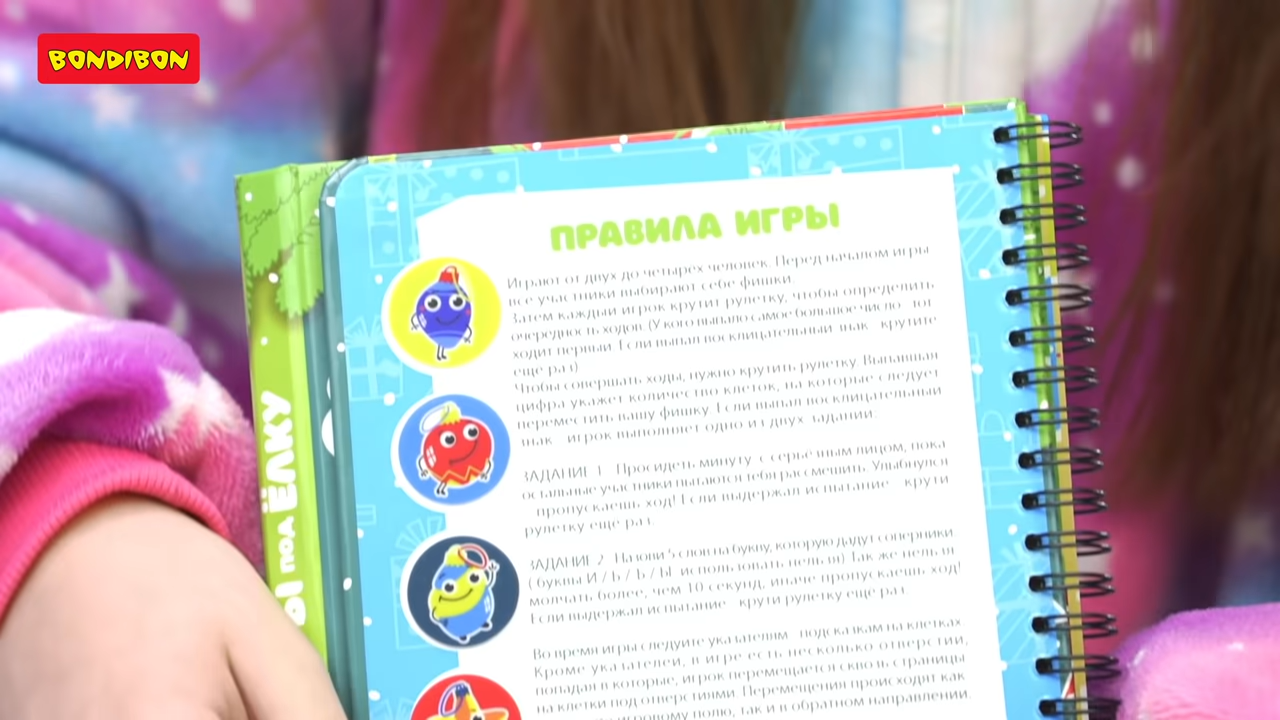 BONDIBON
ПРАВИЛА ИГРЫ
Играют от двух до четырех человек. Перед началом игры
все участники выбирают себе фишки.
Затем каждый игрок крутит рулетку, чтобы определить
очередность ходов. (У кого выпало самое большое число - тот
ходит первый. Если выпал восклицательный знак - крутите
еще раз)
Чтобы совершать ходы, нужно крутить рулетку. Выпавшая
цифра укажет количество клеток, на которые следует
переместить вашу фишку. Если выпал восклицательный
знак - игрок выполняет одно из двух заданий:
ЗАДАНИЕ 1 - Просидеть минуту с серьезным лицом, пока
остальные участники пытаются тебя рассмешить. Улыбнулся
- пропускаешь ход! Если выдержал испытание - крути
рулетку еще раз.
ЗАДАНИЕ 2 - Назови 5 слов на букву, которую дадут соперники.
(буквы Й / Ь / Ъ / Ы использовать нельзя) Так же нельзя
молчать более, чем 10 секунд, иначе пропускаешь ход!
Если выдержал испытание - крути рулетку еще раз.
Во время игры следуйте указателям - подсказкам на клетках.
Кроме указателей, в игре есть несколько отверстий,
попадая в которые, игрок перемещается сквозь страницы
на клетки под отверстиями. Перемещения происходят как
игровому полю, так и в обратном направлении.
ПОД ЁЛКУ